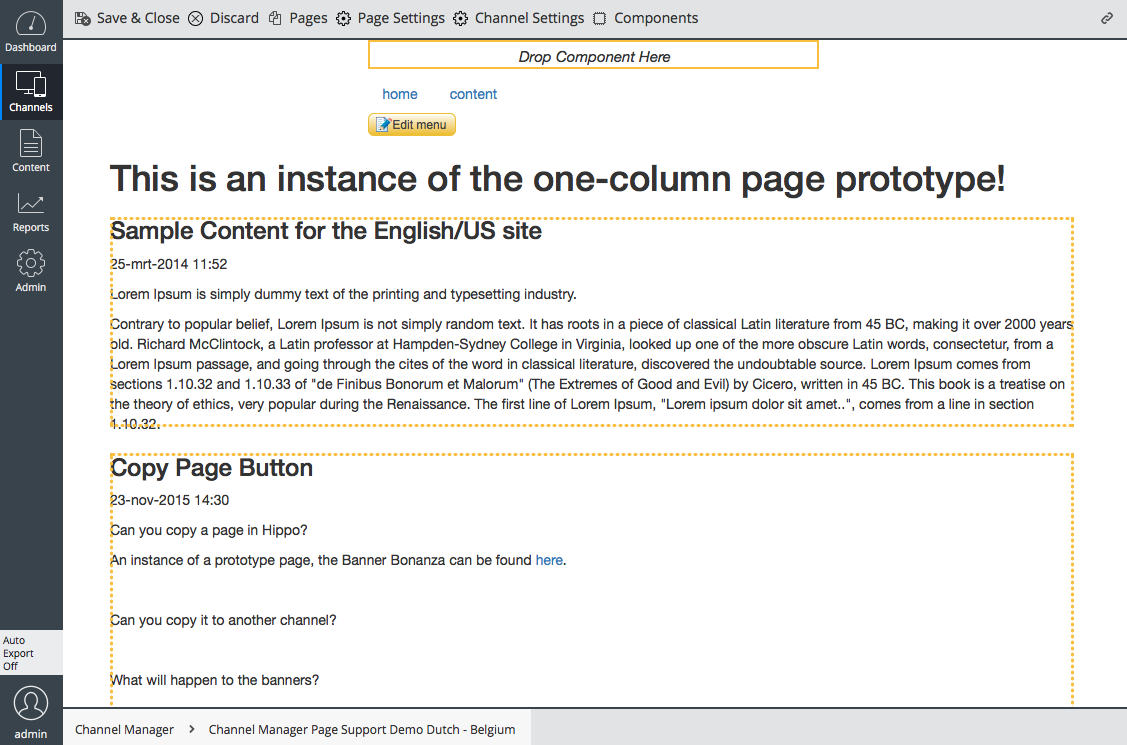 Dashboard
Channels
Content
Reports
Admin
Auto
Export
Off
admin
Save & Close Discard Pages Page Settings Channel Settings Components
Drop Component Here
home content
Edit menu
This is an instance of the one-column page prototype!
Sample Content for the English/US site
25-mrt-2014 11:52
Lorem Ipsum is simply dummy text of the printing and typesetting industry.
Contrary to popular belief, Lorem Ipsum is not simply random text. It has roots in a piece of classical Latin literature from 45 BC, making it over 2000 years
old. Richard McClintock, a Latin professor at Hampden-Sydney College in Virginia, looked up one of the more obscure Latin words, consectetur, from a
Lorem Ipsum passage, and going through the cites of the word in classical literature, discovered the undoubtable source. Lorem Ipsum comes from
sections 1.10.32 and 1.10.33 of "de Finibus Bonorum et Malorum" (The Extremes of Good and Evil) by Cicero, written in 45 BC. This book is a treatise on
the theory of ethics, very popular during the Renaissance. The first line of Lorem Ipsum, "Lorem ipsum dolor sit amet..", comes from a line in section
1.10.32.
Copy Page Button
23-nov-2015 14:30
Can you copy a page in Hippo?
An instance of a prototype page, the Banner Bonanza can be found here.
Can you copy it to another channel?
What will happen to the banners?
Channel Manager > Channel Manager Page Support Demo Dutch - Belgium